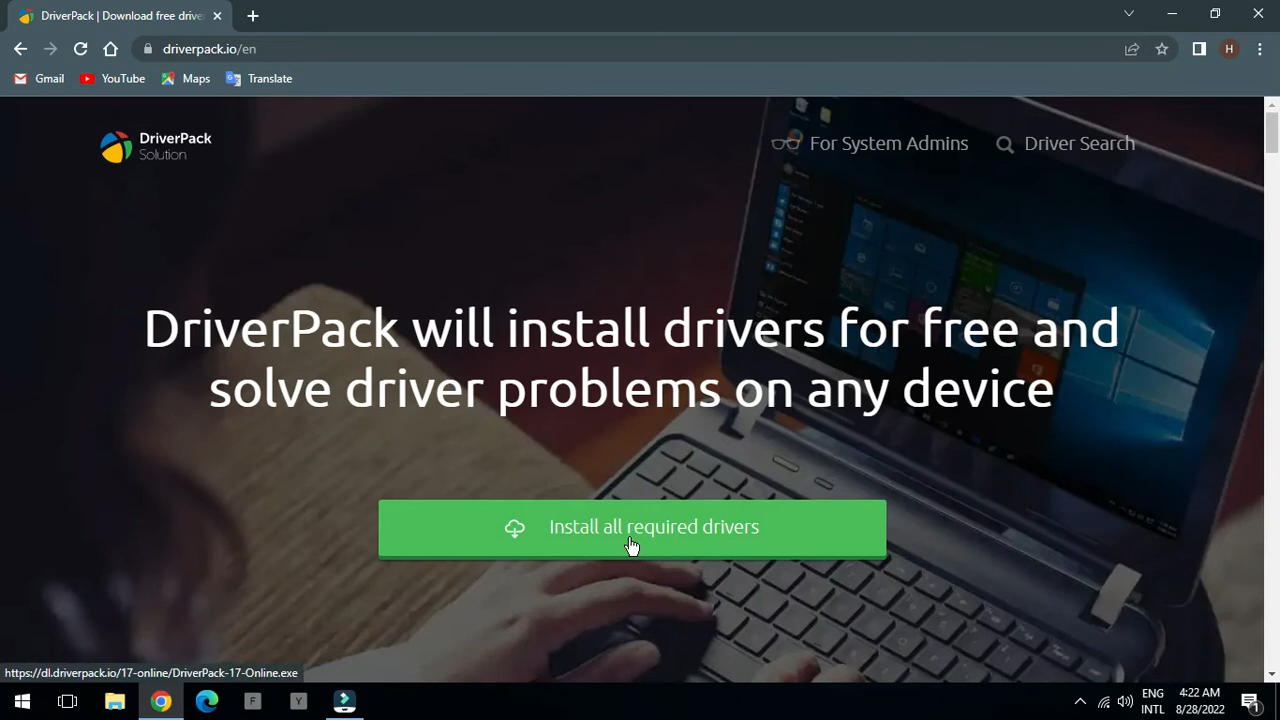 DriverPack | Download free drive
driverpack.io/en
H
Gmail
YouTube
Maps
Translate
DriverPack
Solution
For System Admins
Driver Search
DriverPack will install drivers for free and
solve driver problems on any device
Install all required drivers
https://dl.driverpack.io/17-online/DriverPack-17-Online.exe
F
Y
ENG
INTL
4:22 AM
8/28/2022
1